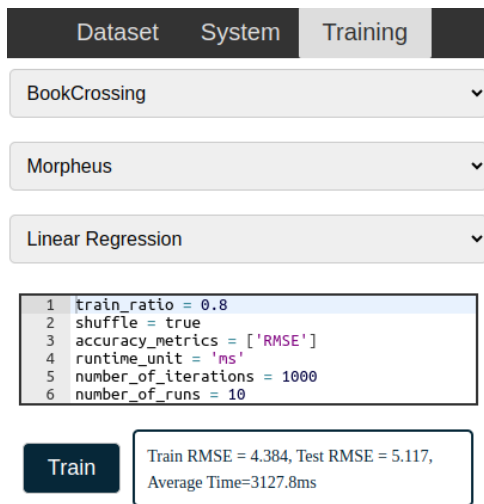 Dataset System Training
BookCrossing
Morpheus
Linear Regression
1 train_ratio = 0.8
2 shuffle = true
3 accuracy_metrics = ['RMSE']
4 runtime_unit = 'ms'
5 number_of_iterations = 1000
6 number_of_runs = 10
Train
Train RMSE = 4.384, Test RMSE = 5.117,
Average Time=3127.8ms